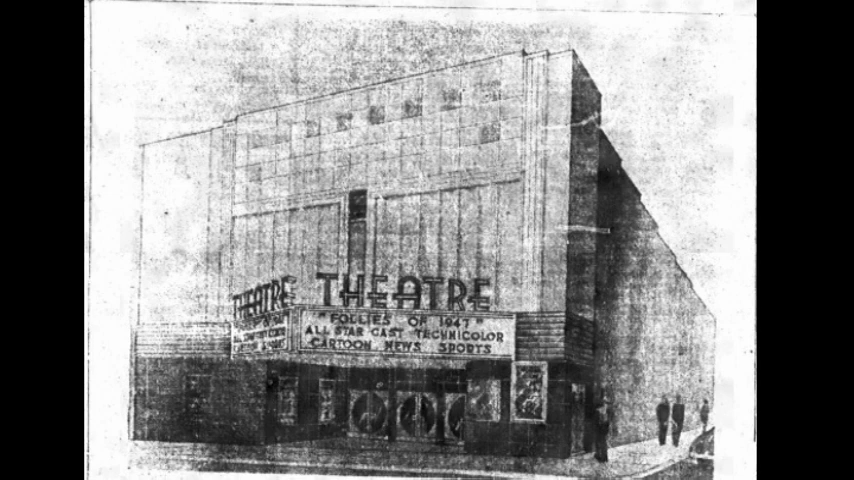 THEATRE
THEATRE
"FOLLIES OF 1947"
ALL STAR CAST TECHNICOLOR
CARTOON NEWS SPORTS